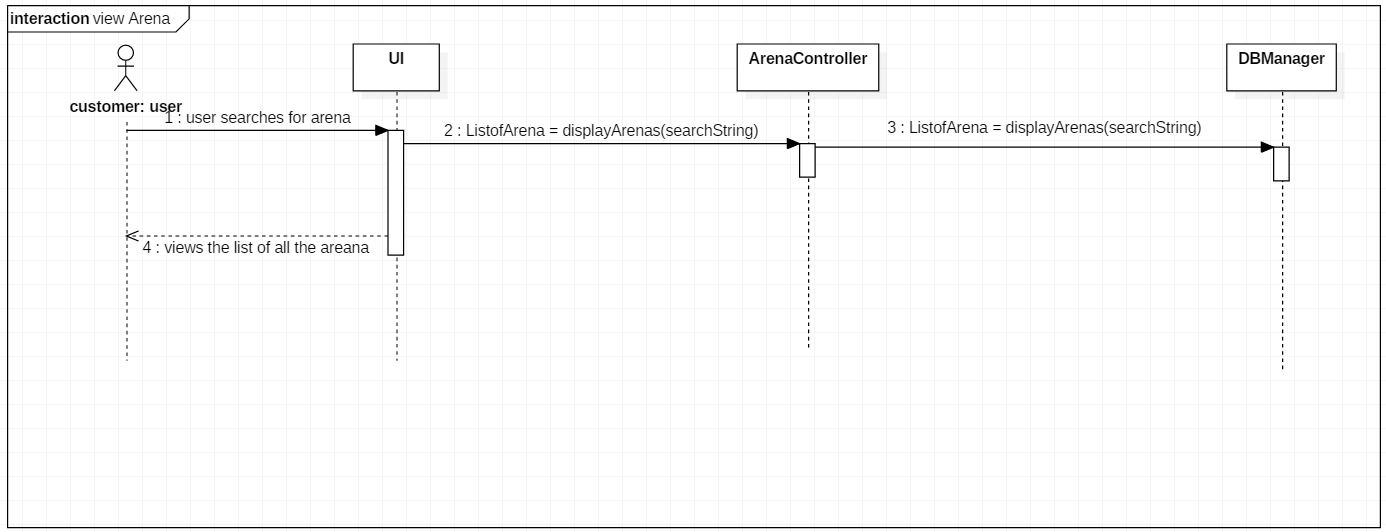 interaction view Arena
UI
ArenaController
DBManager
customer: user
1 : user searches for arena
2 : ListofArena = displayArenas(searchString)
3 : ListofArena = displayArenas(searchString)
4 : views the list of all the areana